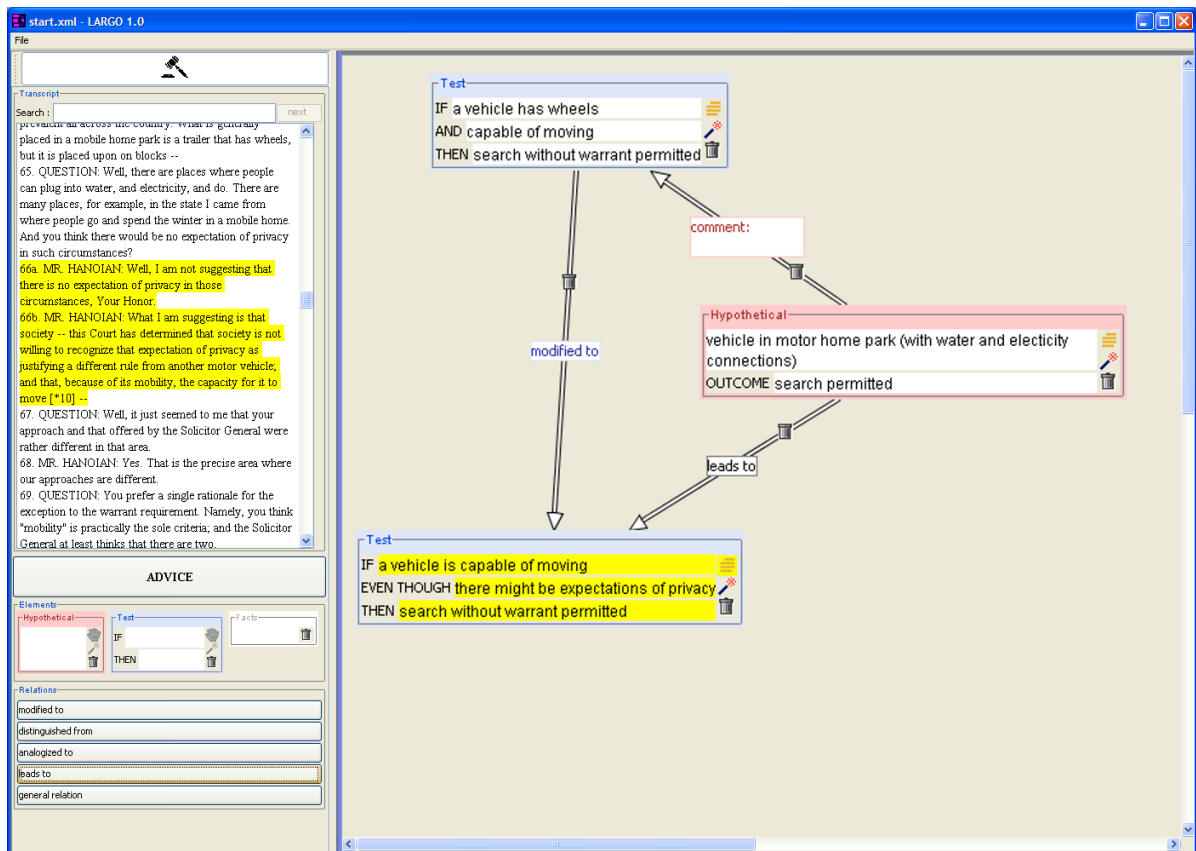 start.xml - LARGO 1.0
File
Transcript
Search :
next
prevalent all across the country. What is generally
placed in a mobile home park is a trailer that has wheels,
but it is placed upon on blocks --
65. QUESTION: Well, there are places where people
can plug into water, and electricity, and do. There are
many places, for example, in the state I came from
where people go and spend the winter in a mobile home.
And you think there would be no expectation of privacy
in such circumstances?
66a. MR. HANOIAN: Well, I am not suggesting that
there is no expectation of privacy in those
circumstances, Your Honor.
66b. MR. HANOIAN: What I am suggesting is that
society -- this Court has determined that society is not
willing to recognize that expectation of privacy as
justifying a different rule from another motor vehicle;
and that, because of its mobility, the capacity for it to
move [*10] --
67. QUESTION: Well, it just seemed to me that your
approach and that offered by the Solicitor General were
rather different in that area.
68. MR. HANOIAN: Yes. That is the precise area where
our approaches are different.
69. QUESTION: You prefer a single rationale for the
exception to the warrant requirement. Namely, you think
"mobility" is practically the sole criteria; and the Solicitor
General at least thinks that there are two.
ADVICE
Elements
Hypothetical
Test
IF
THEN
Facts
Relations
modified to
distinguished from
analogized to
leads to
general relation
Test
IF a vehicle has wheels
AND capable of moving
THEN search without warrant permitted
comment:
modified to
Hypothetical
vehicle in motor home park (with water and electicity
connections)
OUTCOME search permitted
leads to
Test
IF a vehicle is capable of moving
EVEN THOUGH there might be expectations of privacy
THEN search without warrant permitted